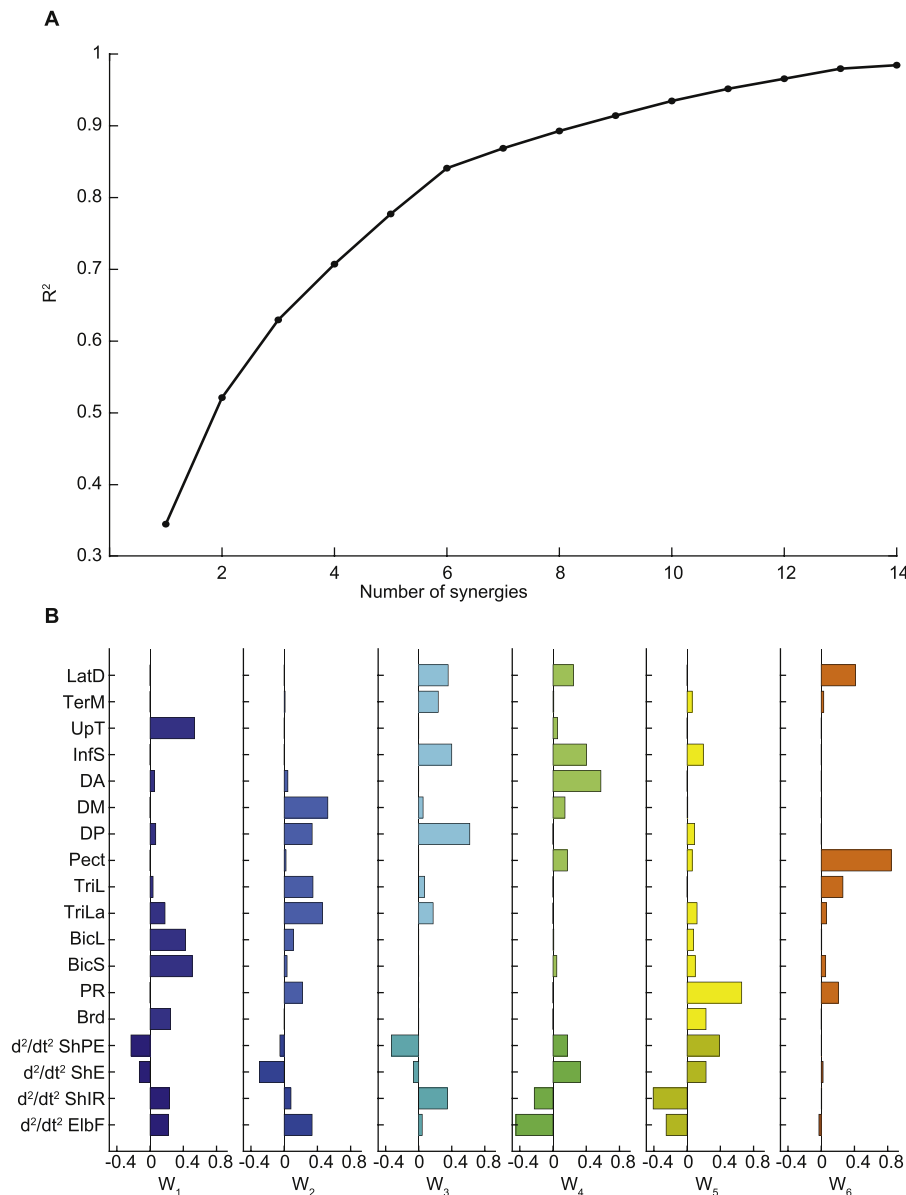 A
1
0.9
0.8
0.7
0.6
0.5
0.4
0.3
R²
2 4 6 8 10 12 14
Number of synergies
B
LatD
TerM
UpT
InfS
DA
DM
DP
Pect
TriL
TriLa
BicL
BicS
PR
Brd
d²/dt² ShPE
d²/dt² ShE
d²/dt² ShIR
d²/dt² ElbF
-0.4 0 0.4 0.8 -0.4 0 0.4 0.8 -0.4 0 0.4 0.8 -0.4 0 0.4 0.8 -0.4 0 0.4 0.8 -0.4 0 0.4 0.8
W₁ W₂ W₃ W₄ W₅ W₆